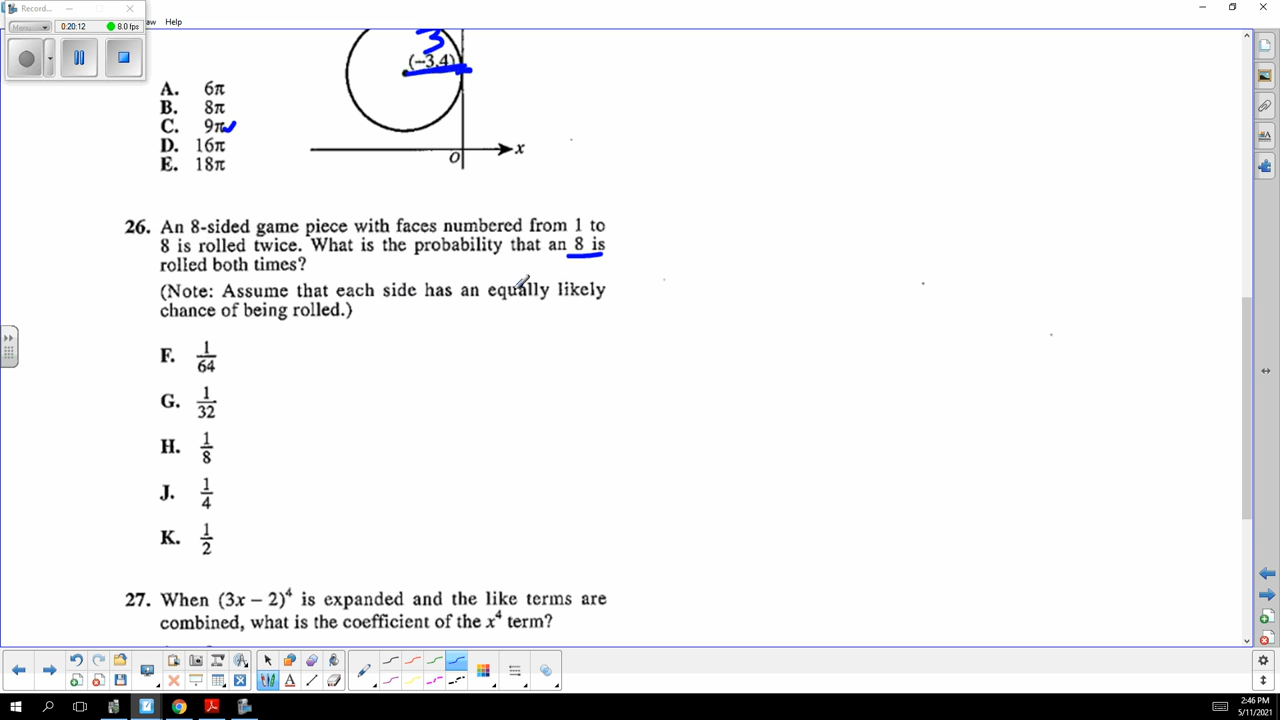 Record...
Menu
0:20:12
8.0 fps
aw Help
3
(−3,4)
A. 6π
B. 8π
C. 9π
D. 16π
E. 18π
x
O
26. An 8-sided game piece with faces numbered from 1 to
8 is rolled twice. What is the probability that an 8 is
rolled both times?
(Note: Assume that each side has an equally likely
chance of being rolled.)
F. 1/64
G. 1/32
H. 1/8
J. 1/4
K. 1/2
27. When (3x − 2)⁴ is expanded and the like terms are
combined, what is the coefficient of the x⁴ term?
2:46 PM
5/11/2021